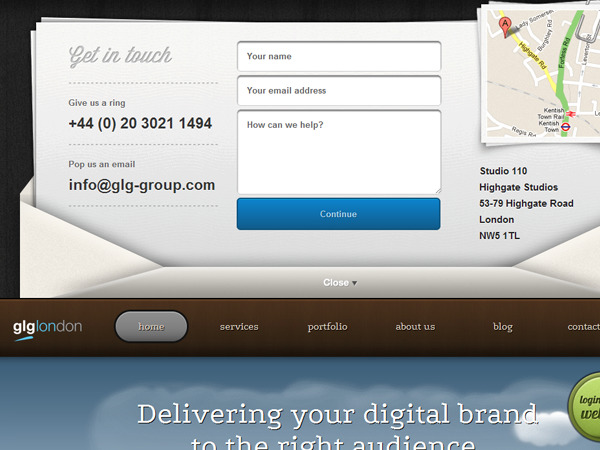 Get in touch
Give us a ring
+44 (0) 20 3021 1494
Pop us an email
info@glg-group.com
Your name
Your email address
How can we help?
Continue
A
Lady Somerse
Burghley Rd
Highgate Rd
Fortess Rd
Leverton
Kentish
Town Rail
Kentish
Town
Regis Rd
Studio 110
Highgate Studios
53-79 Highgate Road
London
NW5 1TL
Close
glglondon
home
services
portfolio
about us
blog
contac
login
web
Delivering your digital brand
to the right audience